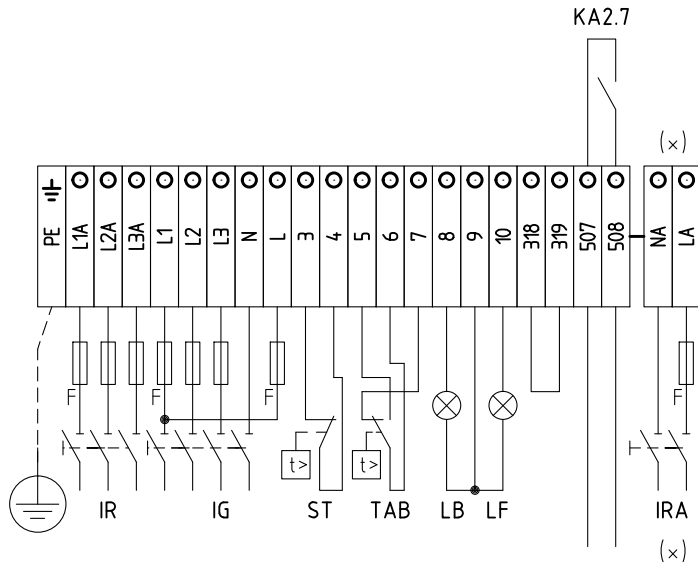 KA2.7
(x)
PE L1A L2A L3A L1 L2 L3 N L 3 4 5 6 7 8 9 10 318 319 507 508 NA LA
F F F F
t> t>
IR IG ST TAB LB LF IRA
(x)